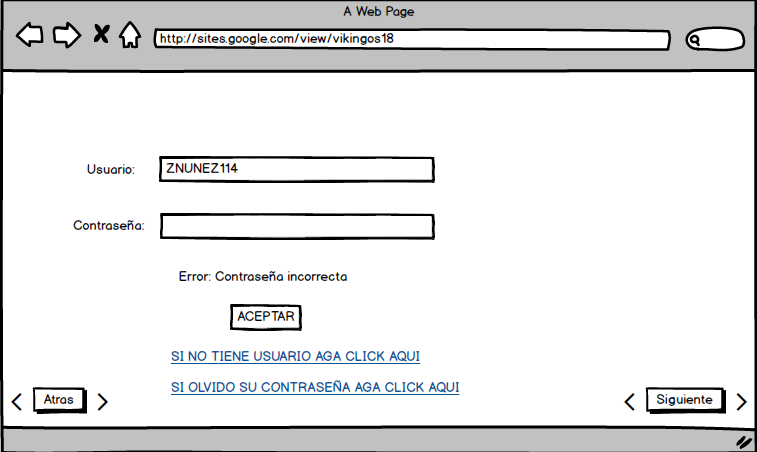 A Web Page
http://sites.google.com/view/vikingos18
Usuario: ZNUNEZ114
Contraseña:
Error: Contraseña incorrecta
ACEPTAR
SI NO TIENE USUARIO AGA CLICK AQUI
SI OLVIDO SU CONTRASEÑA AGA CLICK AQUI
Atras Siguiente